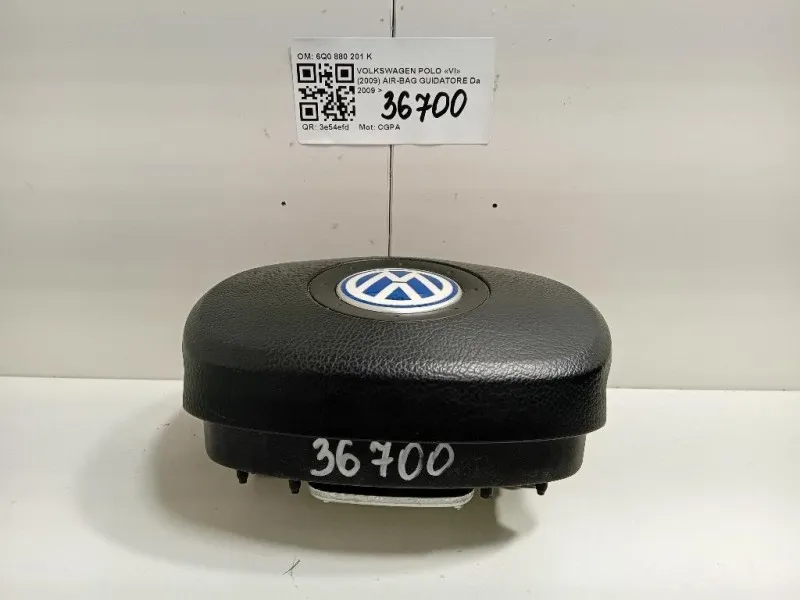 OM: 6Q0 880 201 K
VOLKSWAGEN POLO «VI»
(2009) AIR-BAG GUIDATORE Da
2009 >
36700
QR: 3e54efd Mot: CGPA
36700